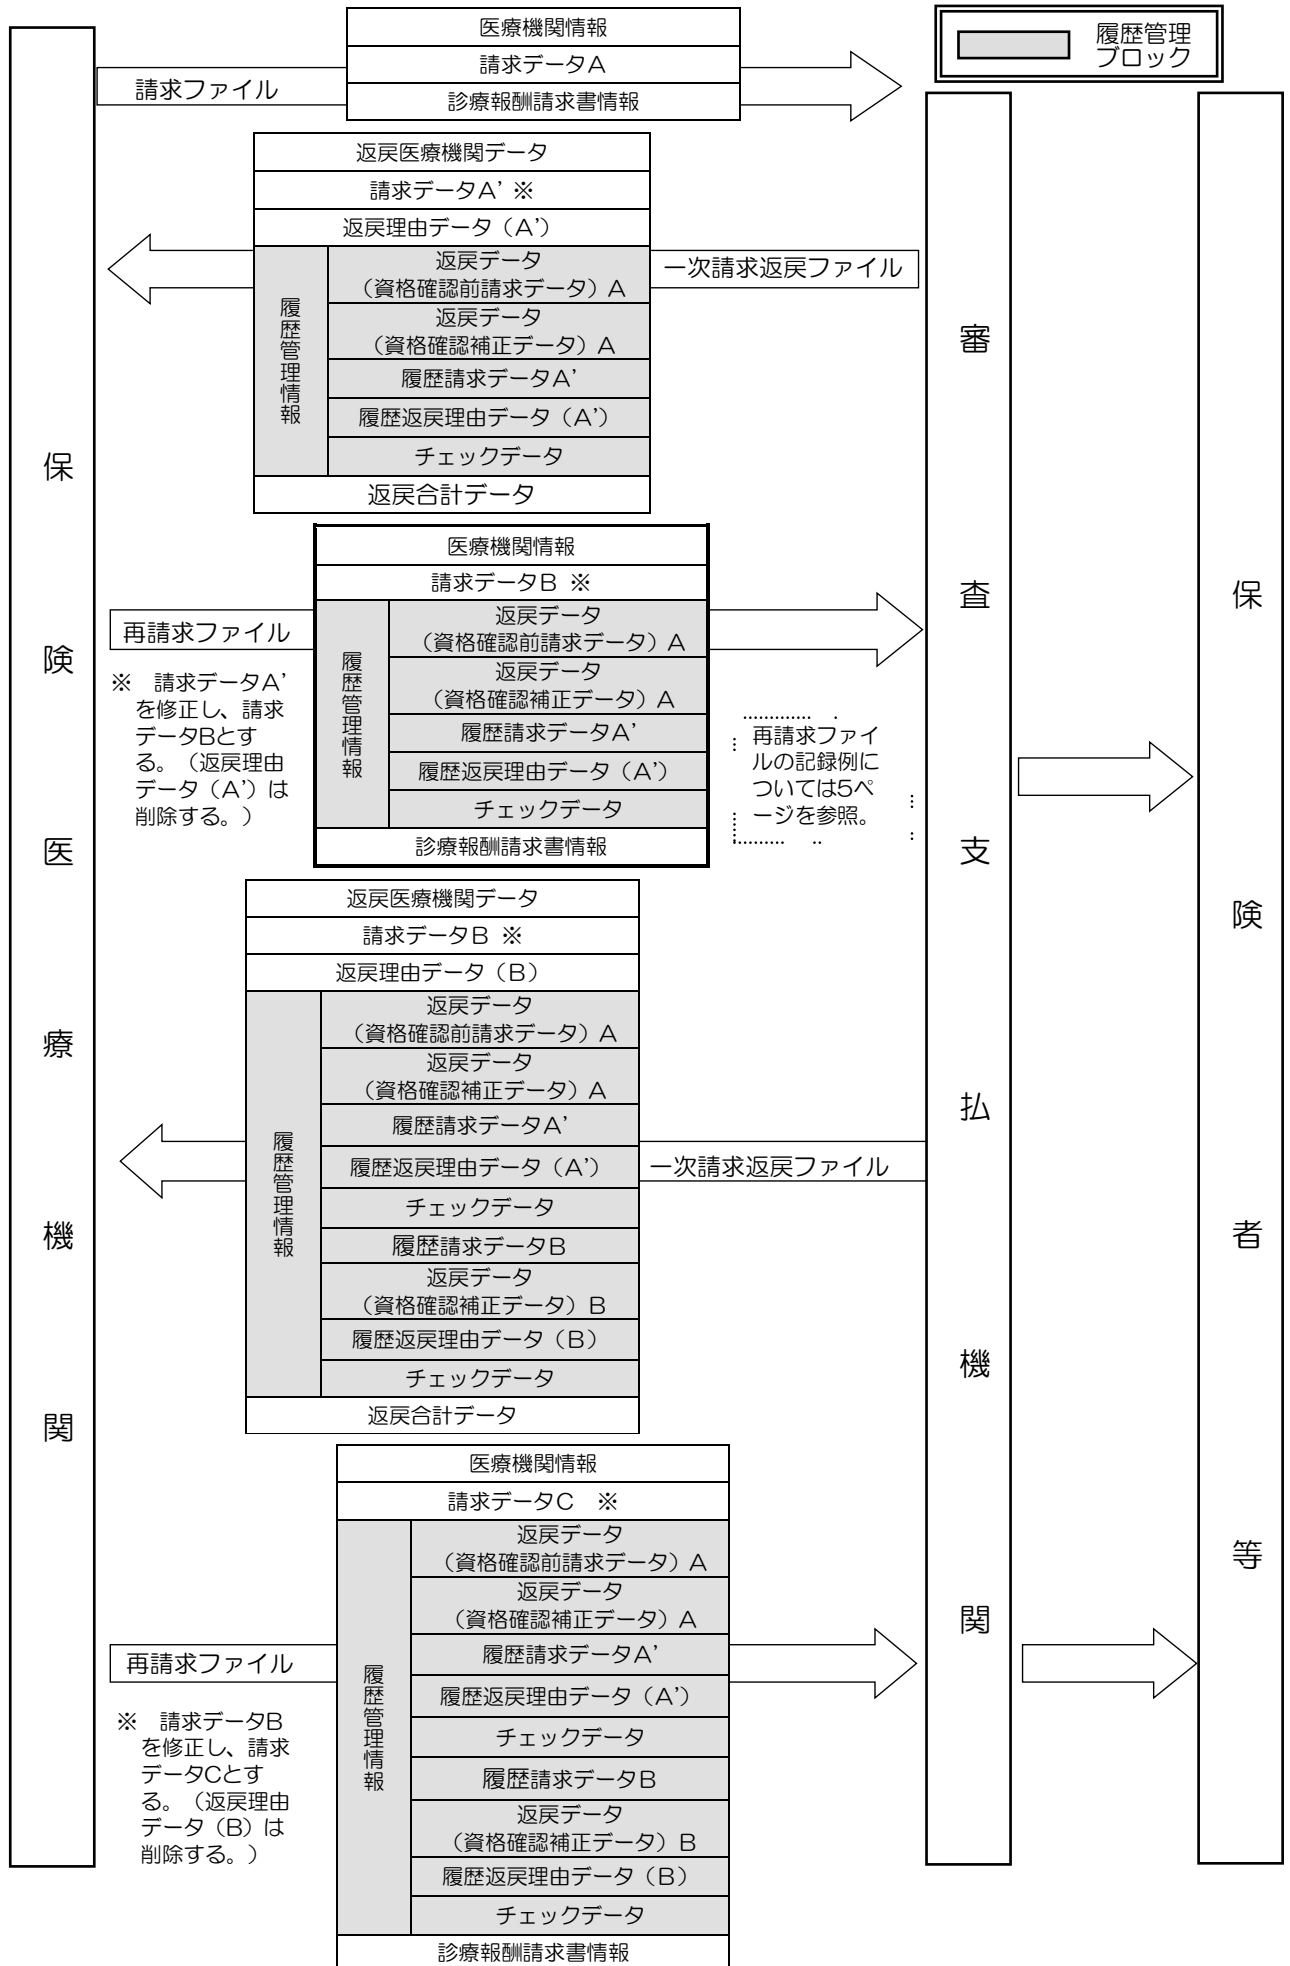 履歴管理
ブロック
医療機関情報
請求データA
診療報酬請求書情報
請求ファイル
返戻医療機関データ
請求データA’ ※
返戻理由データ（A’）
履歴管理情報
返戻データ
（資格確認前請求データ）A
返戻データ
（資格確認補正データ）A
履歴請求データA’
履歴返戻理由データ（A’）
チェックデータ
返戻合計データ
一次請求返戻ファイル
医療機関情報
請求データB ※
履歴管理情報
返戻データ
（資格確認前請求データ）A
返戻データ
（資格確認補正データ）A
履歴請求データA’
履歴返戻理由データ（A’）
チェックデータ
診療報酬請求書情報
再請求ファイル
※　請求データA’
を修正し、請求
データBとす
る。（返戻理由
データ（A’）は
削除する。）
再請求ファイ
ルの記録例に
ついては5ペ
ージを参照。
返戻医療機関データ
請求データB ※
返戻理由データ（B）
履歴管理情報
返戻データ
（資格確認前請求データ）A
返戻データ
（資格確認補正データ）A
履歴請求データA’
履歴返戻理由データ（A’）
チェックデータ
履歴請求データB
返戻データ
（資格確認補正データ）B
履歴返戻理由データ（B）
チェックデータ
返戻合計データ
一次請求返戻ファイル
医療機関情報
請求データC　※
履歴管理情報
返戻データ
（資格確認前請求データ）A
返戻データ
（資格確認補正データ）A
履歴請求データA’
履歴返戻理由データ（A’）
チェックデータ
履歴請求データB
返戻データ
（資格確認補正データ）B
履歴返戻理由データ（B）
チェックデータ
診療報酬請求書情報
再請求ファイル
※　請求データB
を修正し、請求
データCとす
る。（返戻理由
データ（B）は
削除する。）
保険医療機関
審査支払機関
保険者等